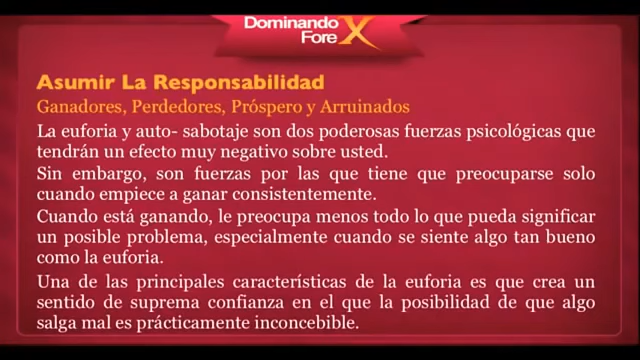 Dominando
ForeX
Asumir La Responsabilidad
Ganadores, Perdedores, Próspero y Arruinados
La euforia y auto- sabotaje son dos poderosas fuerzas psicológicas que
tendrán un efecto muy negativo sobre usted.
Sin embargo, son fuerzas por las que tiene que preocuparse solo
cuando empiece a ganar consistentemente.
Cuando está ganando, le preocupa menos todo lo que pueda significar
un posible problema, especialmente cuando se siente algo tan bueno
como la euforia.
Una de las principales características de la euforia es que crea un
sentido de suprema confianza en el que la posibilidad de que algo
salga mal es prácticamente inconcebible.